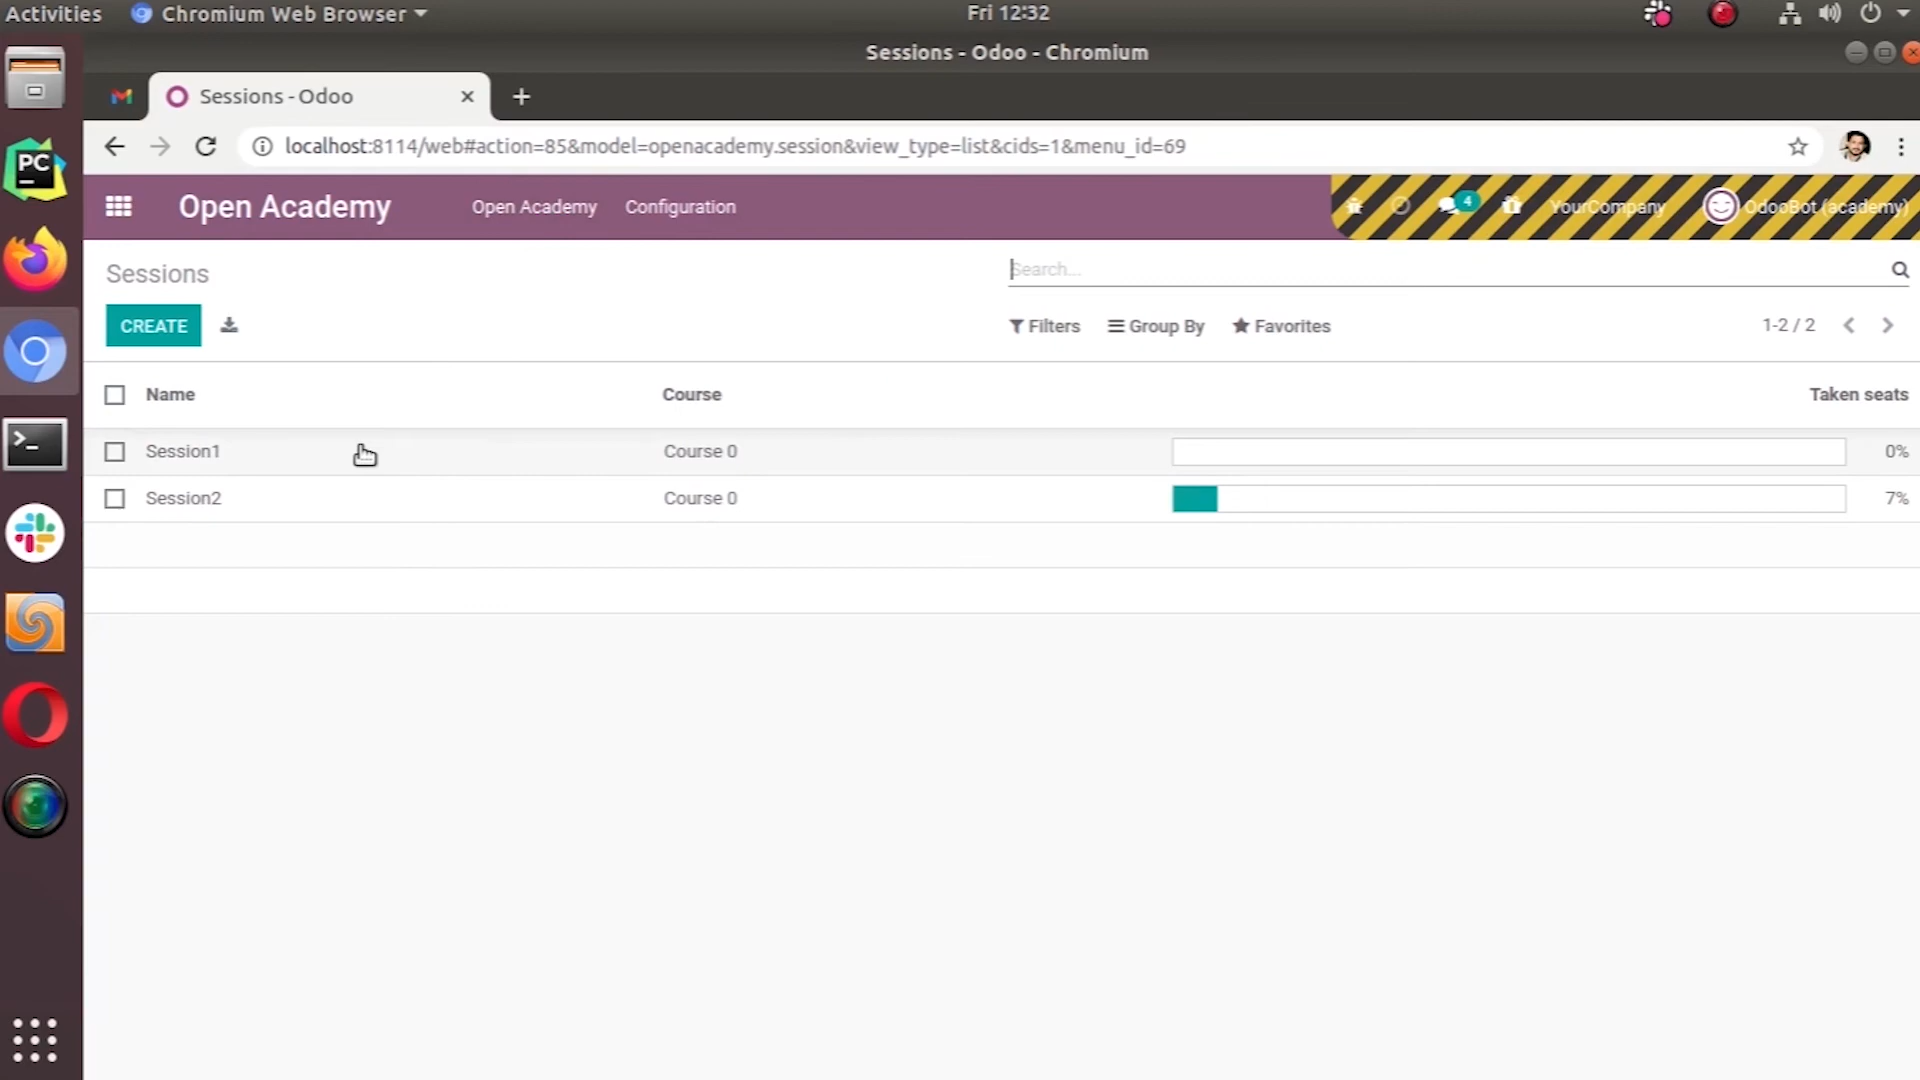 Activities
Chromium Web Browser
Fri 12:32
Sessions - Odoo - Chromium
Sessions - Odoo
localhost:8114/web#action=85&model=openacademy.session&view_type=list&cids=1&menu_id=69
PC
Open Academy
Open Academy
Configuration
4
YourCompany
OdooBot (academy)
Sessions
Search...
CREATE
Filters
Group By
Favorites
1-2 / 2
Name
Course
Taken seats
Session1
Course 0
0%
Session2
Course 0
7%